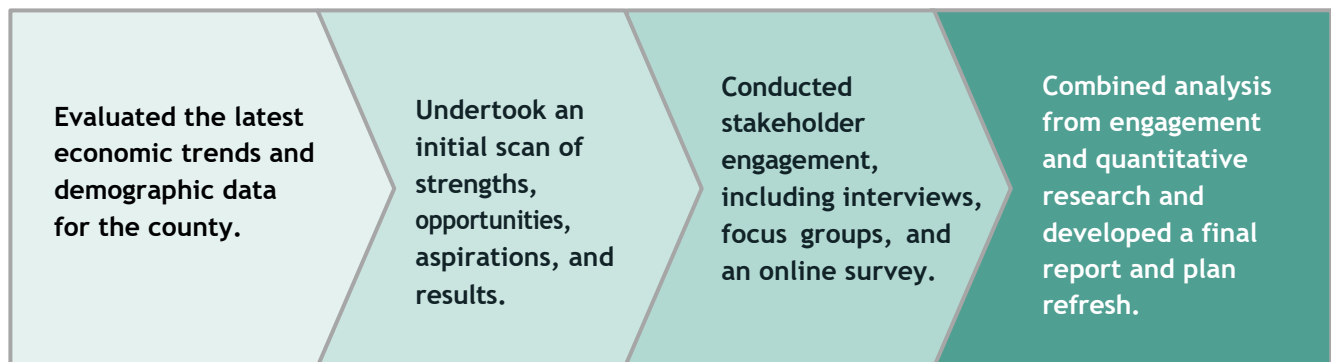 Evaluated the latest
economic trends and
demographic data
for the county.
Undertook an
initial scan of
strengths,
opportunities,
aspirations, and
results.
Conducted
stakeholder
engagement,
including interviews,
focus groups, and
an online survey.
Combined analysis
from engagement
and quantitative
research and
developed a final
report and plan
refresh.